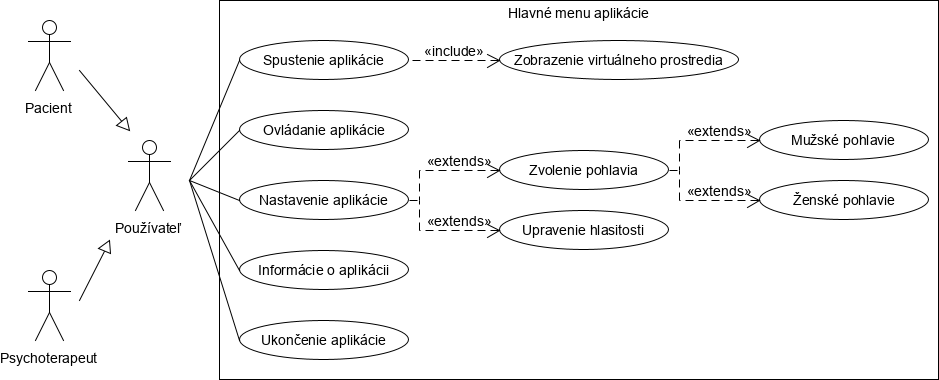 Hlavné menu aplikácie
Pacient
Používateľ
Psychoterapeut
Spustenie aplikácie
«include»
Zobrazenie virtuálneho prostredia
Ovládanie aplikácie
Nastavenie aplikácie
«extends»
Zvolenie pohlavia
«extends»
Mužské pohlavie
«extends»
Ženské pohlavie
«extends»
Upravenie hlasitosti
Informácie o aplikácii
Ukončenie aplikácie